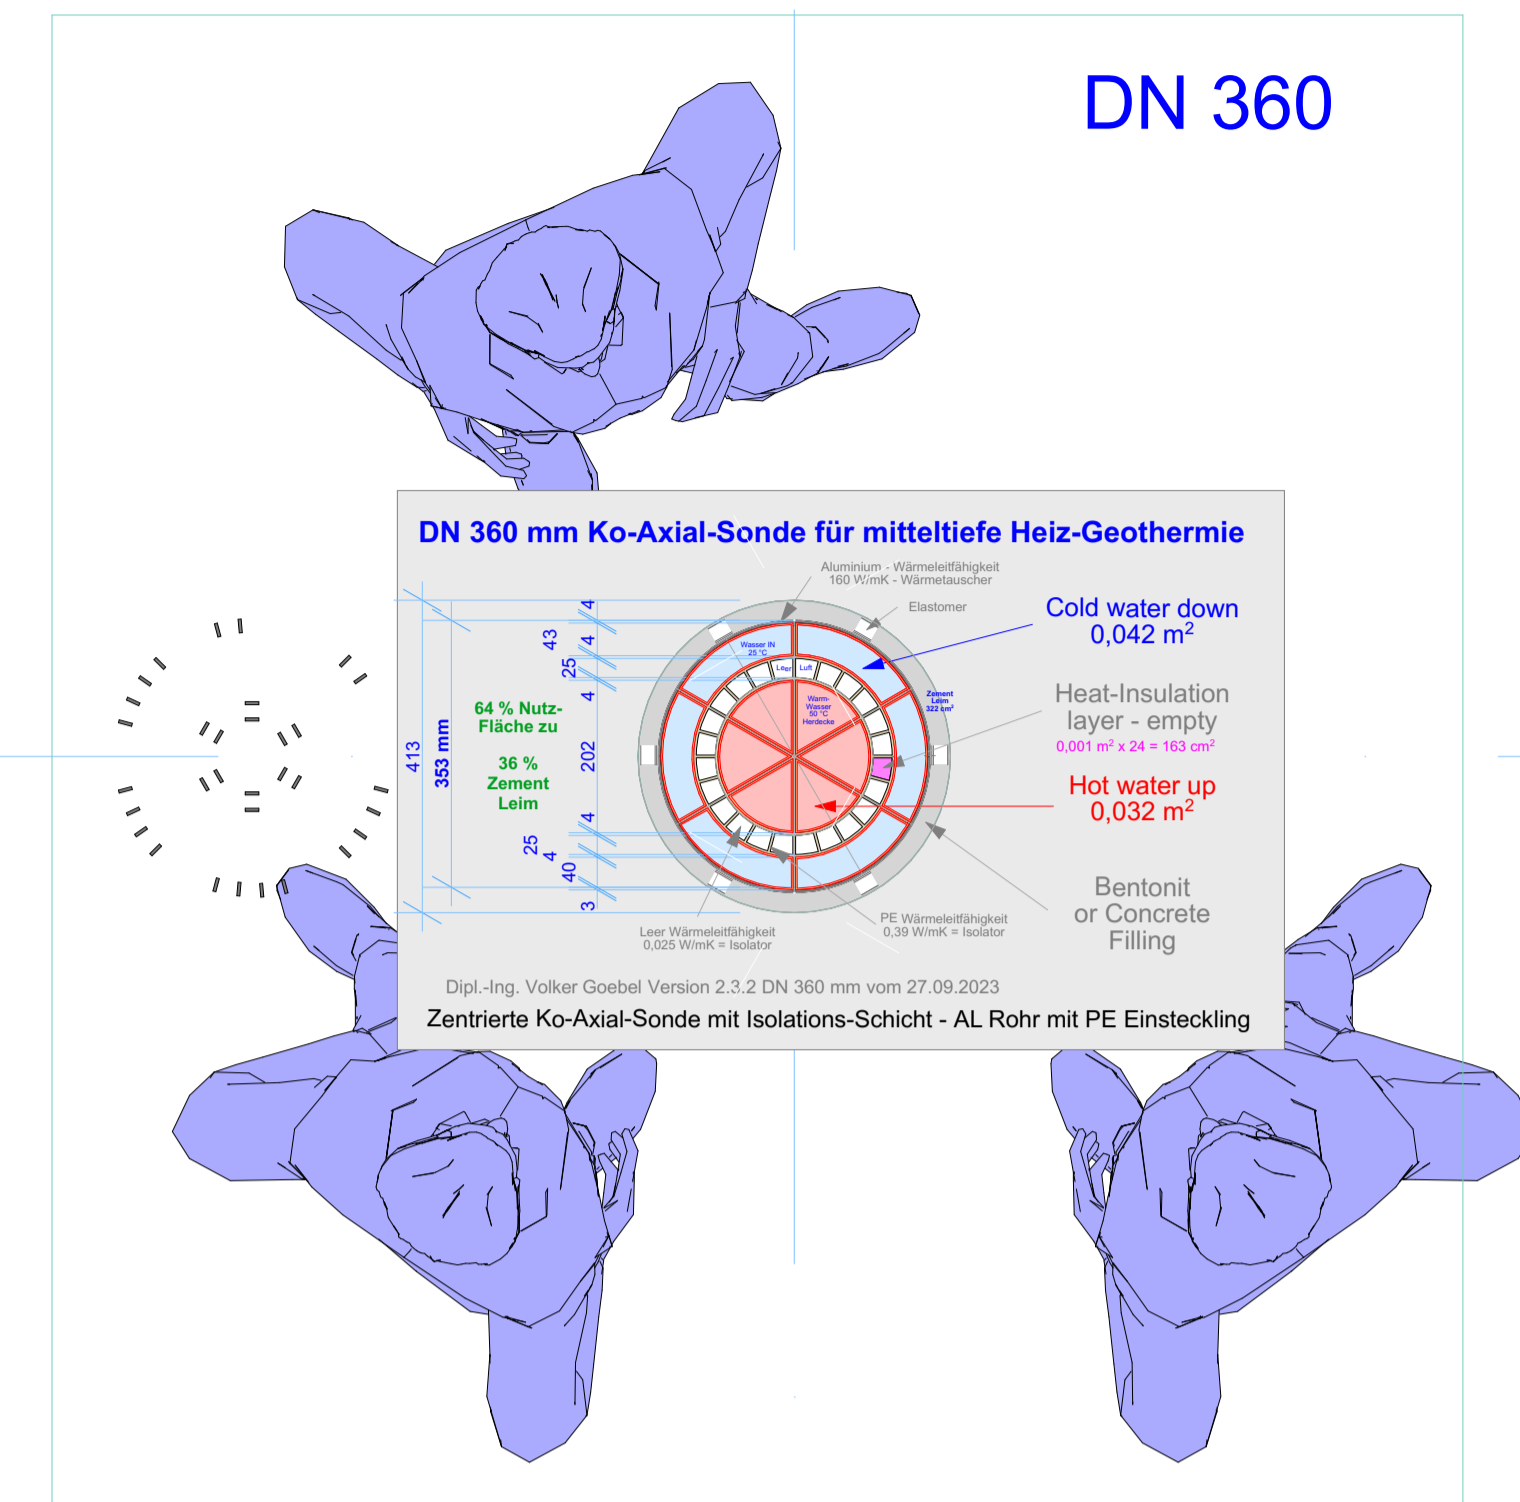 DN 360
DN 360 mm Ko-Axial-Sonde für mitteltiefe Heiz-Geothermie
Aluminium - Wärmeleitfähigkeit
160 W/mK - Wärmetauscher
Elastomer
Cold water down
0,042 m²
Wasser IN
25 °C
Leer
Luft
Warm-
Wasser
50 °C
Herdecke
Zement
Leim
322 cm²
Heat-Insulation
layer - empty
0,001 m² x 24 = 163 cm²
Hot water up
0,032 m²
64 % Nutz-
Fläche zu
36 %
Zement
Leim
413
353 mm
4
43
4
25
4
202
4
25
4
40
3
Bentonit
or Concrete
Filling
Leer Wärmeleitfähigkeit
0,025 W/mK = Isolator
PE Wärmeleitfähigkeit
0,39 W/mK = Isolator
Dipl.-Ing. Volker Goebel Version 2.3.2 DN 360 mm vom 27.09.2023
Zentrierte Ko-Axial-Sonde mit Isolations-Schicht - AL Rohr mit PE Einsteckling